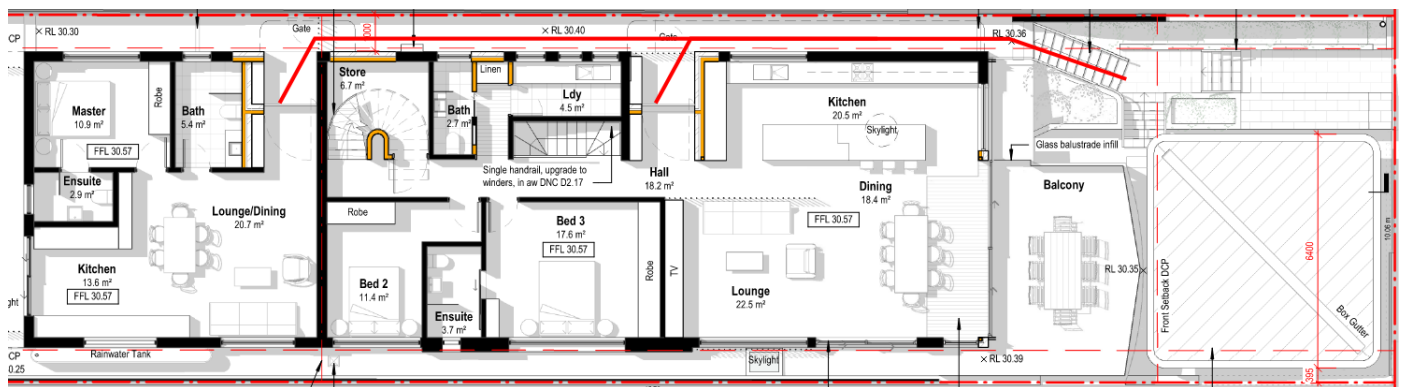 CP
RL 30.30
Gate
RL 30.40
Gate
RL 30.36
Store
6.7 m²
Linen
Master
10.9 m²
Robe
Bath
5.4 m²
Bath
2.7 m²
Ldy
4.5 m²
Kitchen
20.5 m²
Skylight
FFL 30.57
Single handrail, upgrade to
winders, in aw DNC D2.17
Hall
18.2 m²
Glass balustrade infill
Ensuite
2.9 m²
Dining
18.4 m²
Balcony
Lounge/Dining
20.7 m²
Robe
Bed 3
17.6 m²
FFL 30.57
FFL 30.57
10.06 m
6400
Kitchen
13.6 m²
FFL 30.57
Bed 2
11.4 m²
Robe
TV
Lounge
22.5 m²
RL 30.35
Front Setback DCP
Box Gutter
Ensuite
3.7 m²
ght
CP
0.25
Rainwater Tank
Skylight
RL 30.39
395